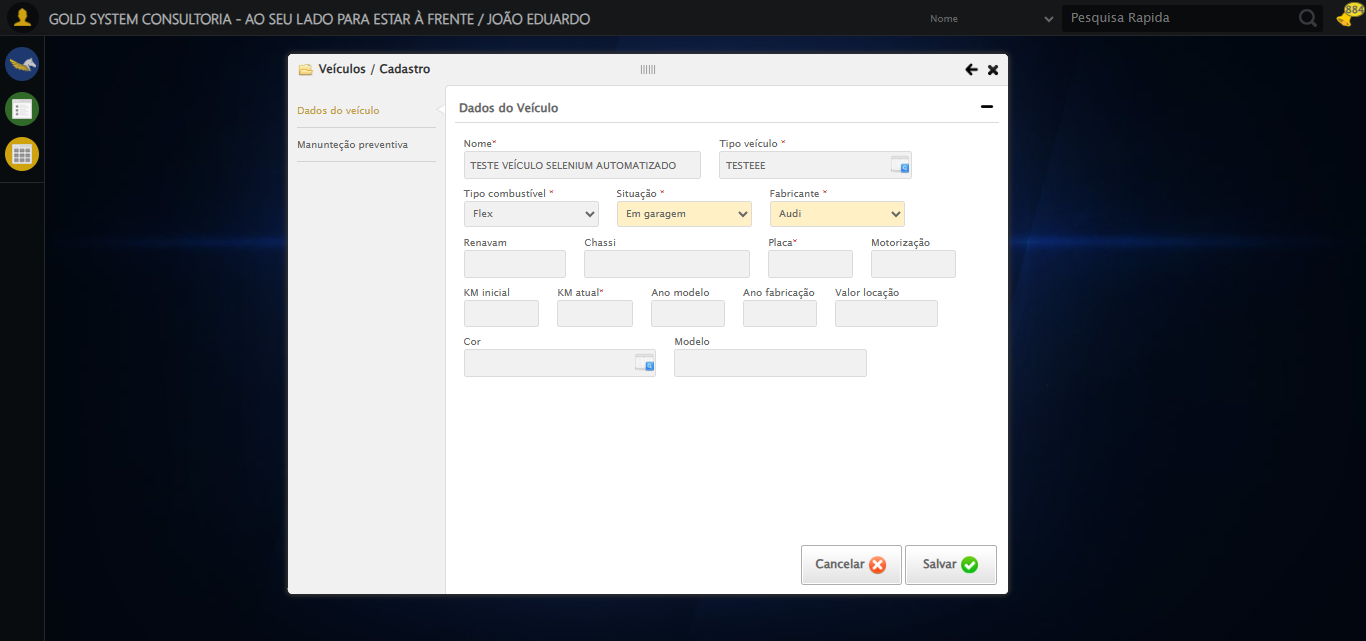 GOLD SYSTEM CONSULTORIA - AO SEU LADO PARA ESTAR À FRENTE / JOÃO EDUARDO
Nome
Pesquisa Rapida
884
Veículos / Cadastro
Dados do veículo
Manunteção preventiva
Dados do Veículo
Nome* Tipo veículo *
TESTE VEÍCULO SELENIUM AUTOMATIZADO TESTEEE
Tipo combustível * Situação * Fabricante *
Flex Em garagem Audi
Renavam Chassi Placa* Motorização
KM inicial KM atual* Ano modelo Ano fabricação Valor locação
Cor Modelo
Cancelar Salvar